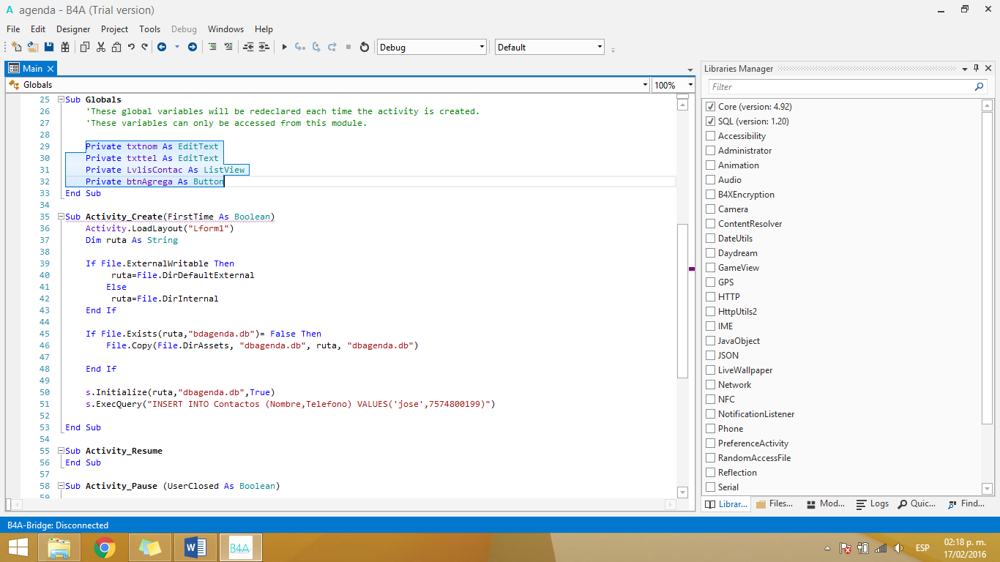 agenda - B4A (Trial version)
File Edit Designer Project Tools Debug Windows Help
Debug Default
Main
Globals 100%
25 Sub Globals
26 'These global variables will be redeclared each time the activity is created.
27 'These variables can only be accessed from this module.
28
29 Private txtnom As EditText
30 Private txttel As EditText
31 Private LvlisContac As ListView
32 Private btnAgrega As Button
33 End Sub
34
35 Sub Activity_Create(FirstTime As Boolean)
36 Activity.LoadLayout("Lform1")
37 Dim ruta As String
38
39 If File.ExternalWritable Then
40 ruta=File.DirDefaultExternal
41 Else
42 ruta=File.DirInternal
43 End If
44
45 If File.Exists(ruta,"bdagenda.db")= False Then
46 File.Copy(File.DirAssets, "dbagenda.db", ruta, "dbagenda.db")
47
48 End If
49
50 s.Initialize(ruta,"dbagenda.db",True)
51 s.ExecQuery("INSERT INTO Contactos (Nombre,Telefono) VALUES('jose',7574800199)")
52
53 End Sub
54
55 Sub Activity_Resume
56 End Sub
57
58 Sub Activity_Pause (UserClosed As Boolean)
59
Libraries Manager
Filter
Core (version: 4.92)
SQL (version: 1.20)
Accessibility
Administrator
Animation
Audio
B4XEncryption
Camera
ContentResolver
DateUtils
Daydream
GameView
GPS
HTTP
HttpUtils2
IME
JavaObject
JSON
LiveWallpaper
Network
NFC
NotificationListener
Phone
PreferenceActivity
RandomAccessFile
Reflection
Serial
Librar... Files... Mod... Logs Quic... Find...
B4A-Bridge: Disconnected
B4A
ESP
02:18 p. m.
17/02/2016